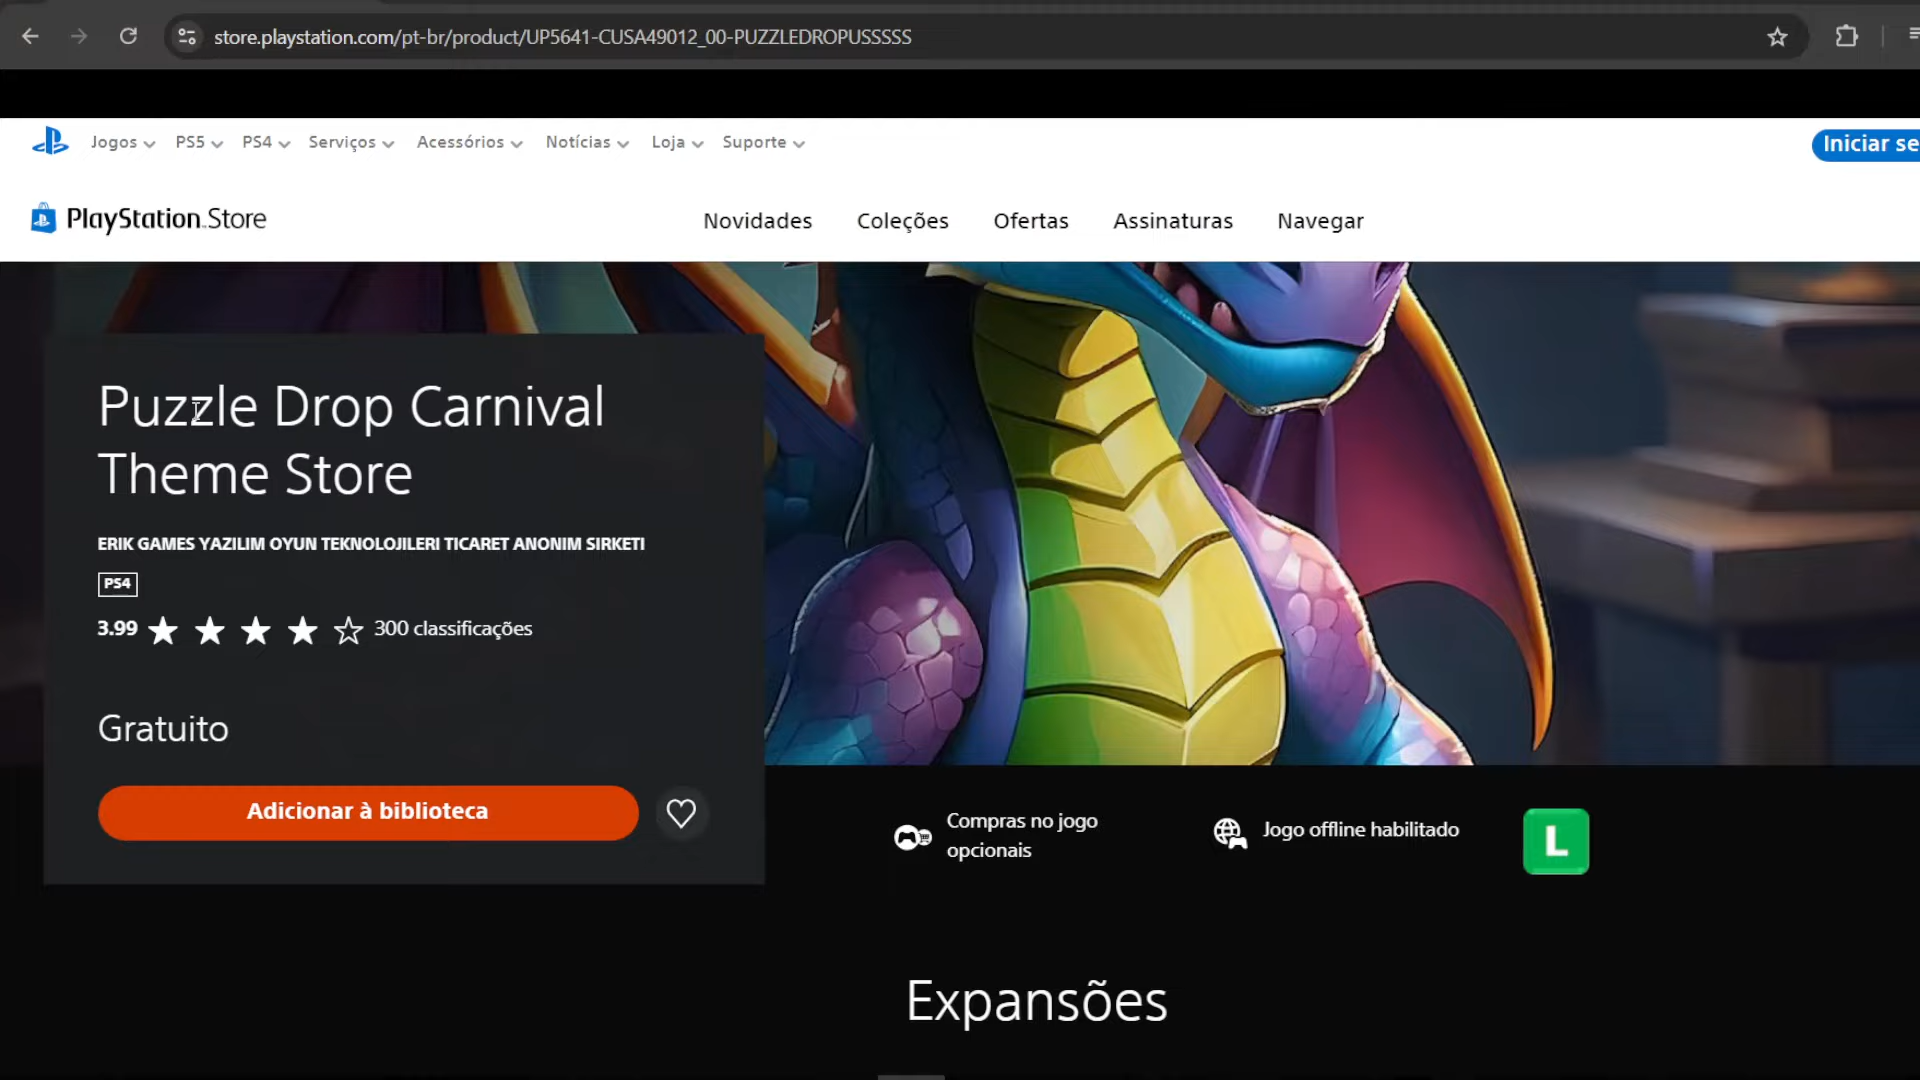 store.playstation.com/pt-br/product/UP5641-CUSA49012_00-PUZZLEDROPUSSSSS
Jogos PS5 PS4 Serviços Acessórios Notícias Loja Suporte
Iniciar se
PlayStation Store
Novidades Coleções Ofertas Assinaturas Navegar
Puzzle Drop Carnival
Theme Store
ERIK GAMES YAZILIM OYUN TEKNOLOJILERI TICARET ANONIM SIRKETI
PS4
3.99 300 classificações
Gratuito
Adicionar à biblioteca
Compras no jogo
opcionais
Jogo offline habilitado
L
Expansões